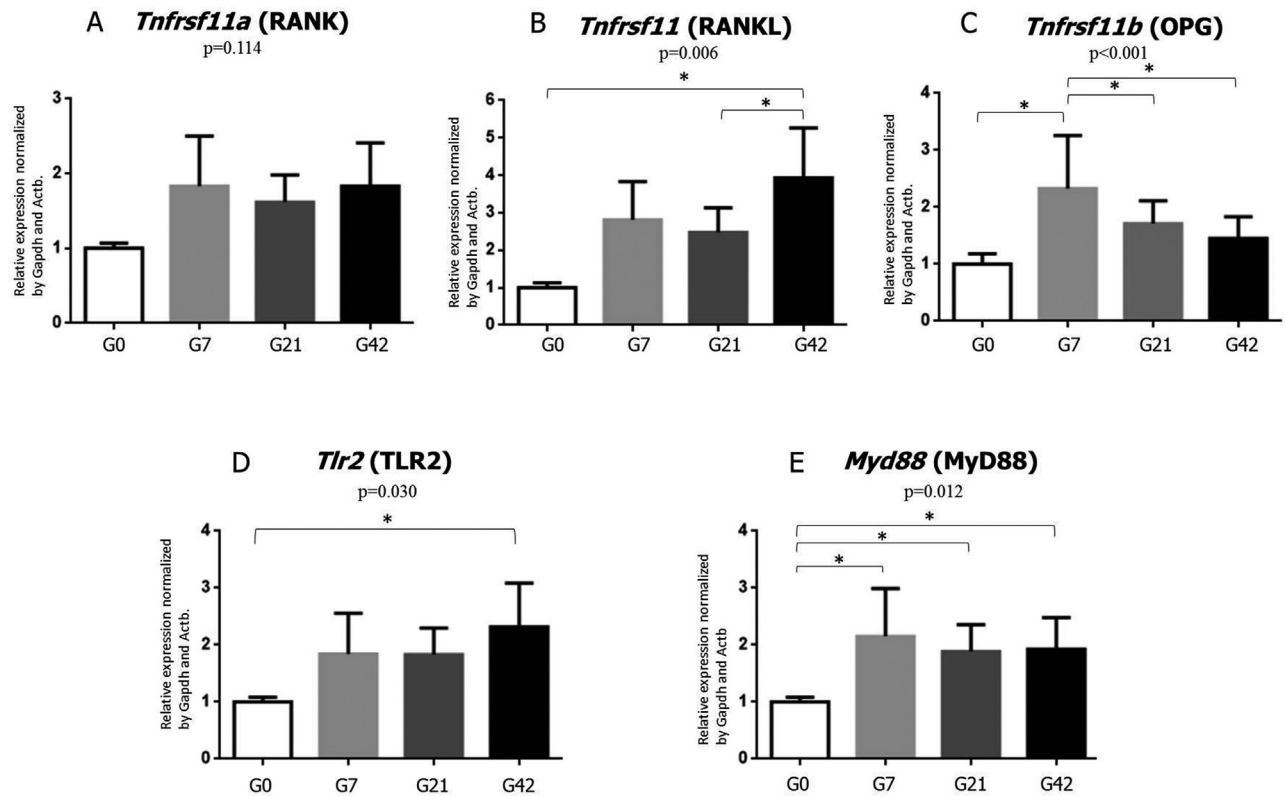 A
Tnfrsf11a (RANK)
p=0.114
Relative expression normalized
by Gapdh and Actb.
3
2
1
0
G0 G7 G21 G42
B
Tnfrsf11 (RANKL)
p=0.006
*
*
Relative expression normalized
by Gapdh and Actb.
6
5
4
3
2
1
0
G0 G7 G21 G42
C
Tnfrsf11b (OPG)
p<0.001
*
*
*
Relative expression normalized
by Gapdh and Actb.
4
3
2
1
0
G0 G7 G21 G42
D
Tlr2 (TLR2)
p=0.030
*
Relative expression normalized
by Gapdh and Actb.
4
3
2
1
0
G0 G7 G21 G42
E
Myd88 (MyD88)
p=0.012
*
*
*
Relative expression normalized
by Gapdh and Actb
4
3
2
1
0
G0 G7 G21 G42